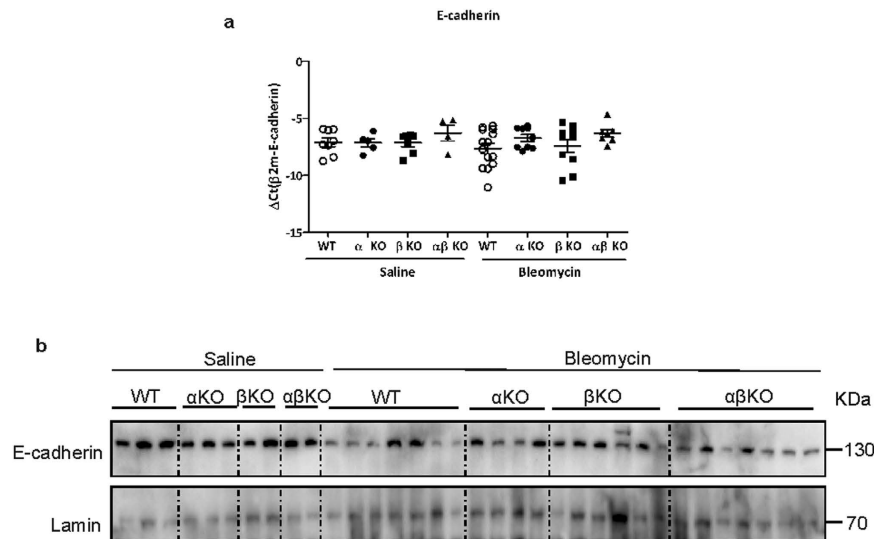 E-cadherin
a
ΔCt(β2m-E-cadherin)
0
-5
-10
-15
WT α KO β KO αβ KO WT α KO β KO αβ KO
Saline Bleomycin
b
Saline Bleomycin
WT αKO βKO αβKO WT αKO βKO αβKO KDa
E-cadherin 130
Lamin 70